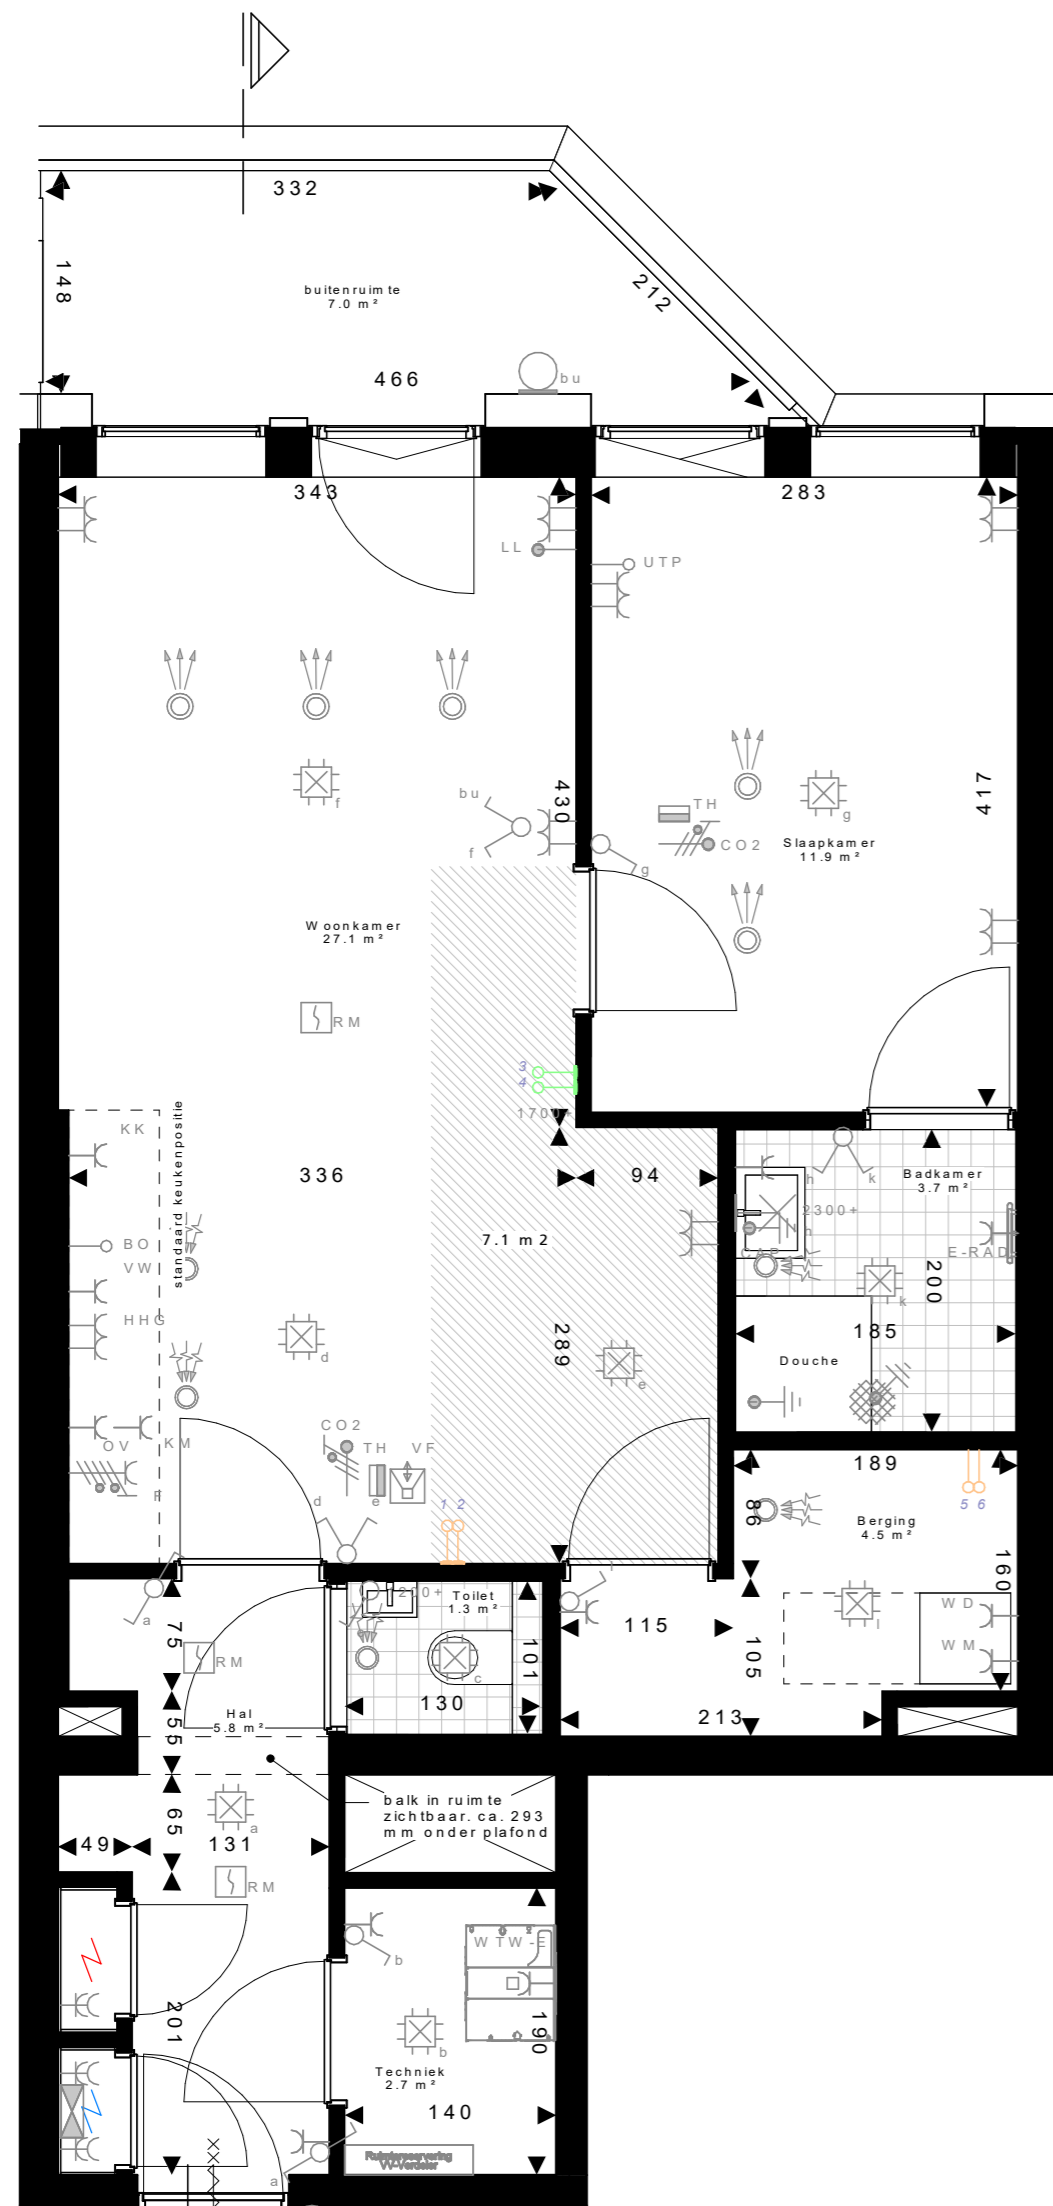 332
148
buitenruimte
7.0 m²
212
466
bu
343
283
LL
UTP
430
417
bu
f
f
TH
CO2
g
g
Slaapkamer
11.9 m²
Woonkamer
27.1 m²
RM
3
4
1700+
KK
standaard keukenpositie
336
94
BO
VW
HHG
7.1 m2
289
d
e
OV
KM
F
CO2
TH
VF
d
e
1 2
Badkamer
3.7 m²
h
k
2300+
h
CAP
E-RAD
200
k
185
Douche
189
86
5 6
Berging
4.5 m²
160
WD
WM
l
l
115
105
213
a
75
RM
200+
Toilet
1.3 m²
101
c
130
Hal
5.8 m²
55
65
a
49
131
RM
balk in ruimte
zichtbaar. ca. 293
mm onder plafond
WTW-E
b
b
201
190
Techniek
2.7 m²
140
Ruimtereservering
VV-Verdeler
a